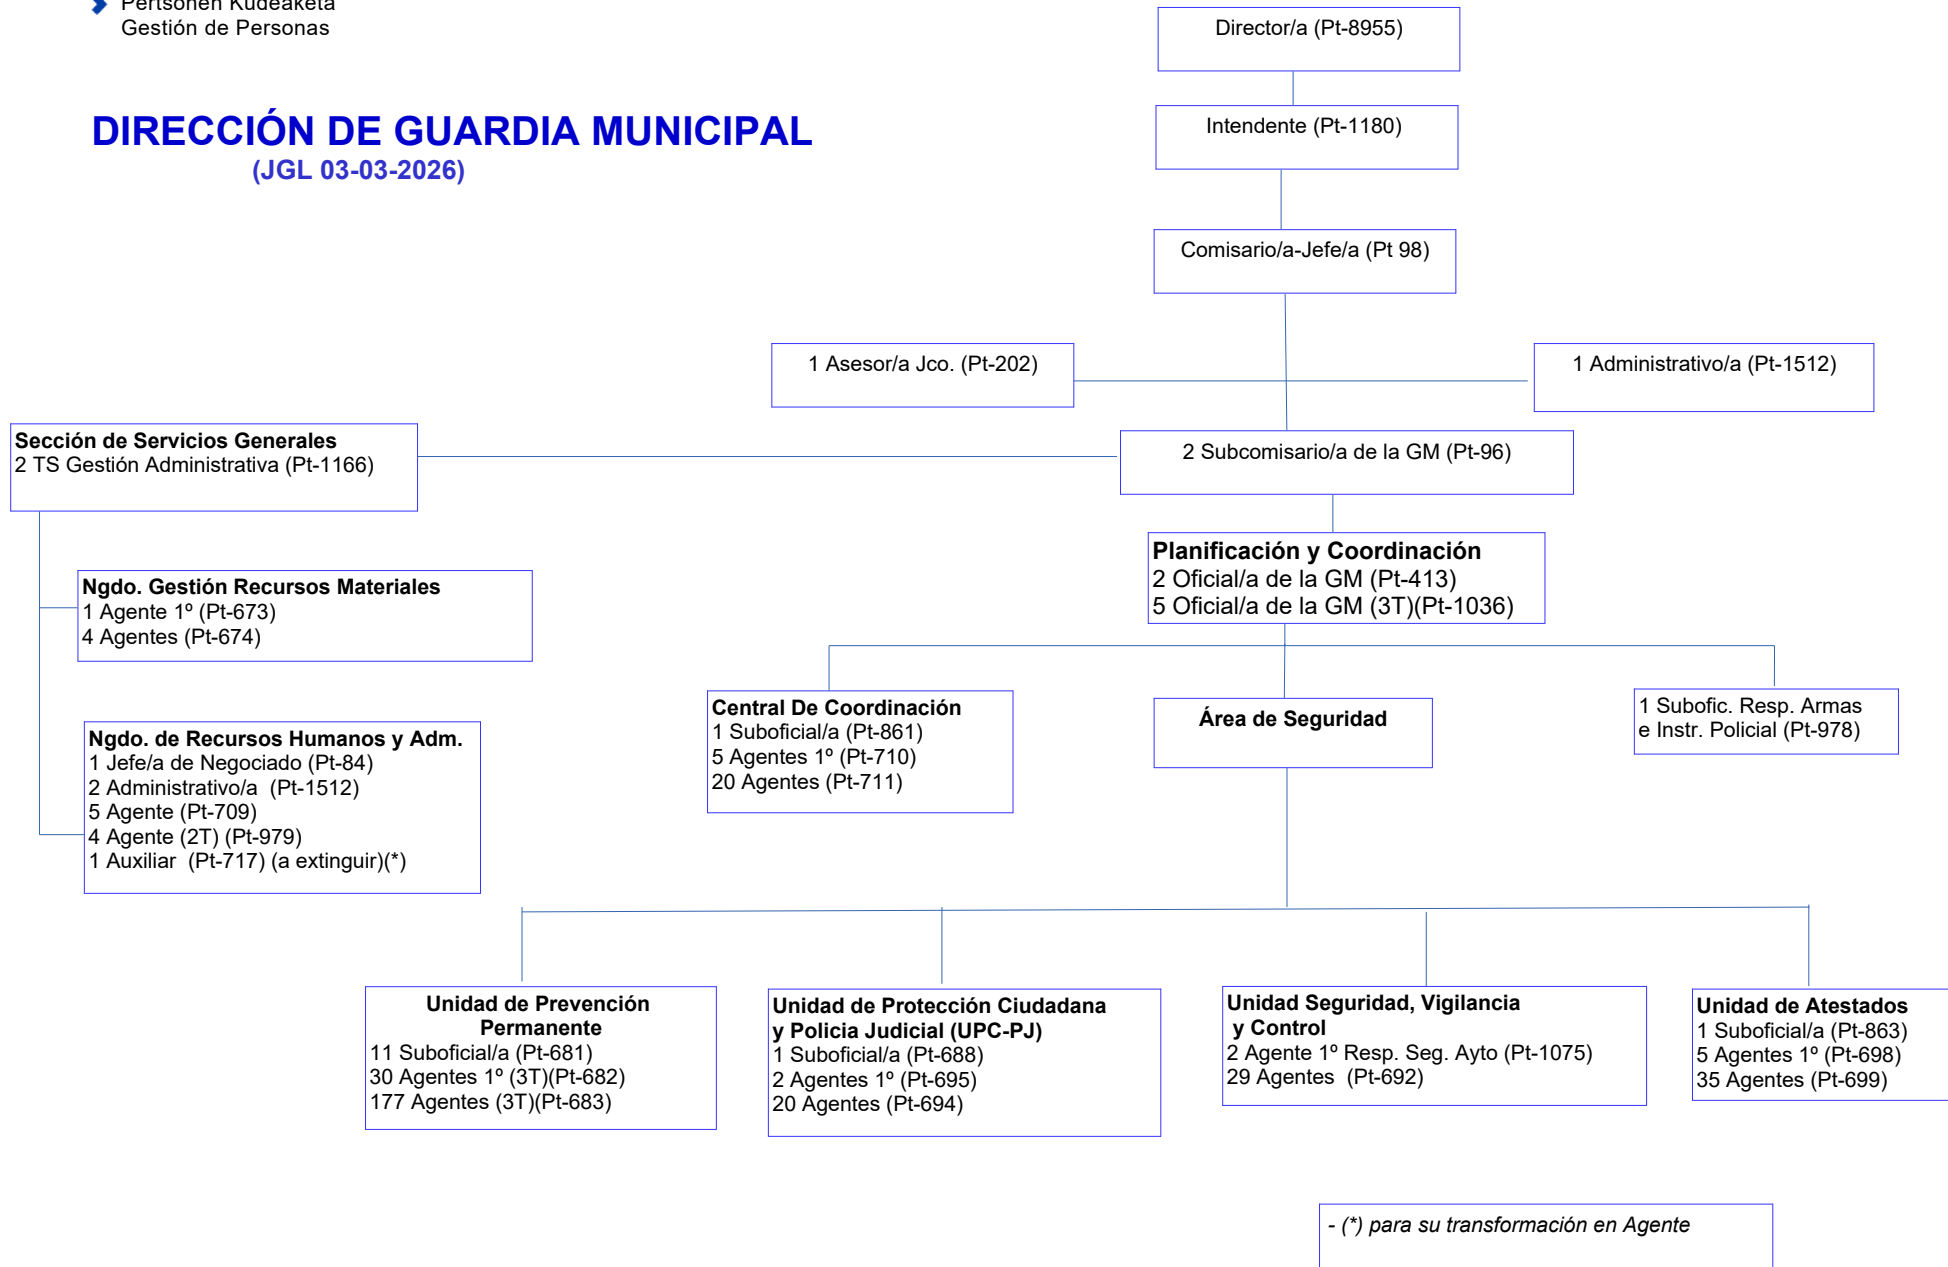 Pertsonen Kudeaketa
Gestión de Personas
DIRECCIÓN DE GUARDIA MUNICIPAL
(JGL 03-03-2026)
Director/a (Pt-8955)
Intendente (Pt-1180)
Comisario/a-Jefe/a (Pt 98)
1 Asesor/a Jco. (Pt-202)
1 Administrativo/a (Pt-1512)
Sección de Servicios Generales
2 TS Gestión Administrativa (Pt-1166)
2 Subcomisario/a de la GM (Pt-96)
Planificación y Coordinación
2 Oficial/a de la GM (Pt-413)
5 Oficial/a de la GM (3T)(Pt-1036)
Ngdo. Gestión Recursos Materiales
1 Agente 1º (Pt-673)
4 Agentes (Pt-674)
Ngdo. de Recursos Humanos y Adm.
1 Jefe/a de Negociado (Pt-84)
2 Administrativo/a  (Pt-1512)
5 Agente (Pt-709)
4 Agente (2T) (Pt-979)
1 Auxiliar  (Pt-717) (a extinguir)(*)
Central De Coordinación
1 Suboficial/a (Pt-861)
5 Agentes 1º (Pt-710)
20 Agentes (Pt-711)
Área de Seguridad
1 Subofic. Resp. Armas
e Instr. Policial (Pt-978)
Unidad de Prevención
Permanente
11 Suboficial/a (Pt-681)
30 Agentes 1º (3T)(Pt-682)
177 Agentes (3T)(Pt-683)
Unidad de Protección Ciudadana
y Policia Judicial (UPC-PJ)
1 Suboficial/a (Pt-688)
2 Agentes 1º (Pt-695)
20 Agentes (Pt-694)
Unidad Seguridad, Vigilancia
y Control
2 Agente 1º Resp. Seg. Ayto (Pt-1075)
29 Agentes  (Pt-692)
Unidad de Atestados
1 Suboficial/a (Pt-863)
5 Agentes 1º (Pt-698)
35 Agentes (Pt-699)
- (*) para su transformación en Agente